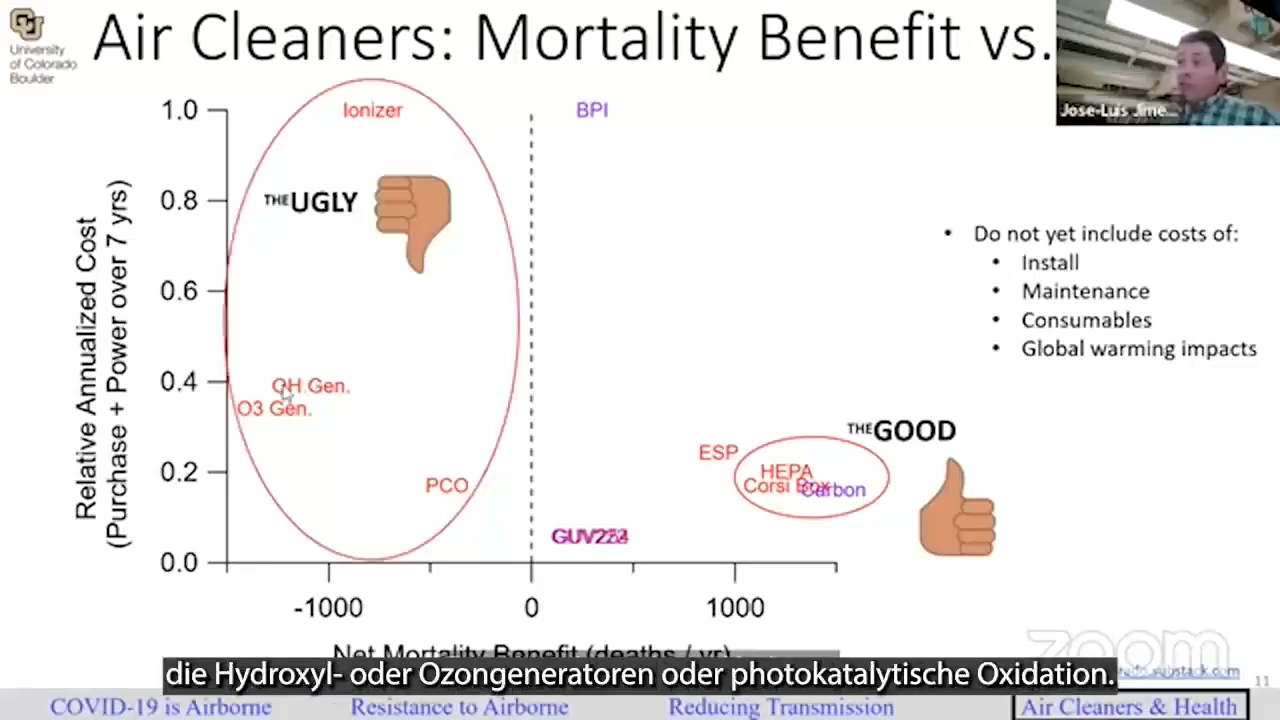 University
of Colorado
Boulder
Air Cleaners: Mortality Benefit vs.
Jose-Luis Jime...
Relative Annualized Cost
(Purchase + Power over 7 yrs)
1.0
0.8
0.6
0.4
0.2
0.0
Ionizer
BPI
THE UGLY
OH Gen.
O3 Gen.
PCO
ESP
HEPA
Corsi Box
Carbon
THE GOOD
-1000
0
1000
Net Mortality Benefit (deaths / yr)
• Do not yet include costs of:
• Install
• Maintenance
• Consumables
• Global warming impacts
zoom
substack.com
11
die Hydroxyl- oder Ozongeneratoren oder photokatalytische Oxidation.
COVID-19 is Airborne
Resistance to Airborne
Reducing Transmission
Air Cleaners & Health